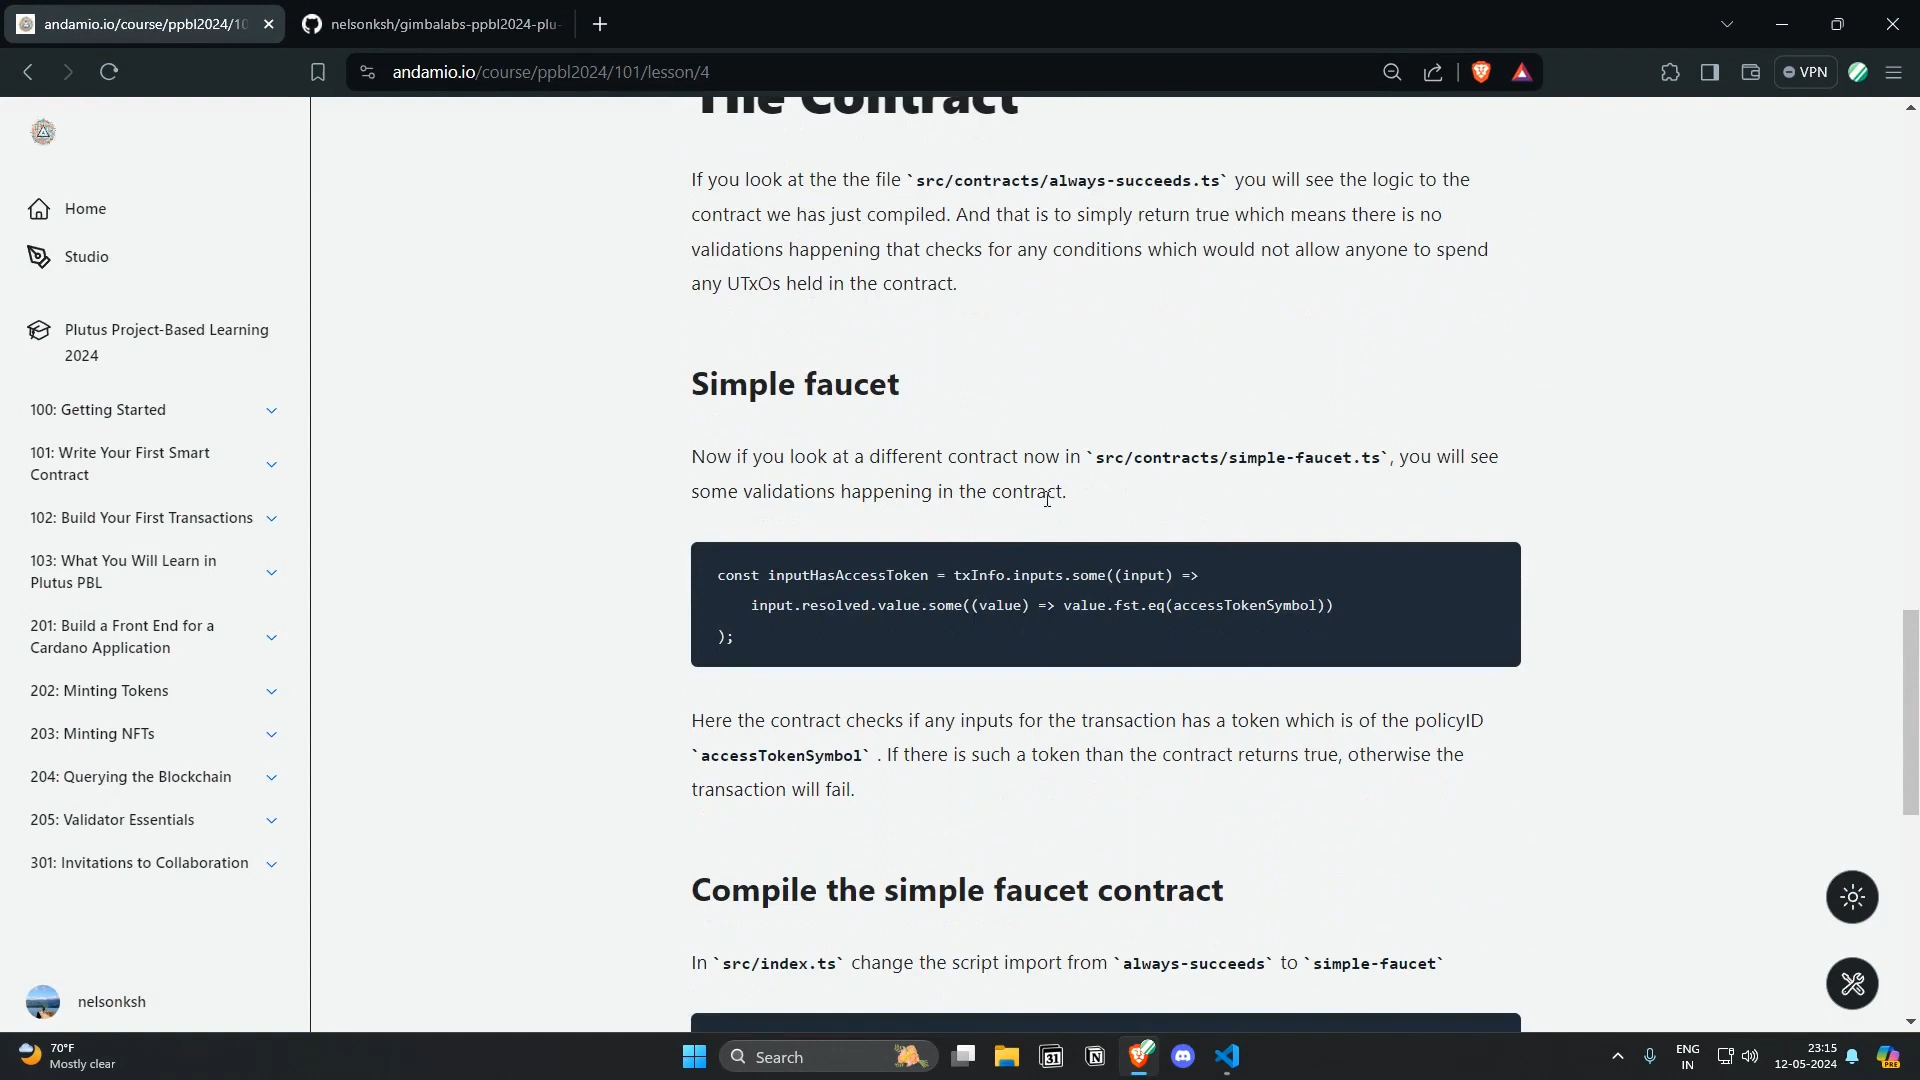 andamio.io/course/ppbl2024/10
nelsonksh/gimbalabs-ppbl2024-plu
andamio.io/course/ppbl2024/101/lesson/4
VPN
Home
Studio
Plutus Project-Based Learning
2024
100: Getting Started
101: Write Your First Smart
Contract
102: Build Your First Transactions
103: What You Will Learn in
Plutus PBL
201: Build a Front End for a
Cardano Application
202: Minting Tokens
203: Minting NFTs
204: Querying the Blockchain
205: Validator Essentials
301: Invitations to Collaboration
nelsonksh
The Contract
If you look at the the file `src/contracts/always-succeeds.ts` you will see the logic to the
contract we has just compiled. And that is to simply return true which means there is no
validations happening that checks for any conditions which would not allow anyone to spend
any UTxOs held in the contract.
Simple faucet
Now if you look at a different contract now in `src/contracts/simple-faucet.ts`, you will see
some validations happening in the contract.
const inputHasAccessToken = txInfo.inputs.some((input) =>
input.resolved.value.some((value) => value.fst.eq(accessTokenSymbol))
);
Here the contract checks if any inputs for the transaction has a token which is of the policyID
`accessTokenSymbol` . If there is such a token than the contract returns true, otherwise the
transaction will fail.
Compile the simple faucet contract
In `src/index.ts` change the script import from `always-succeeds` to `simple-faucet`
70°F
Mostly clear
Search
31
ENG
IN
23:15
12-05-2024
PRE